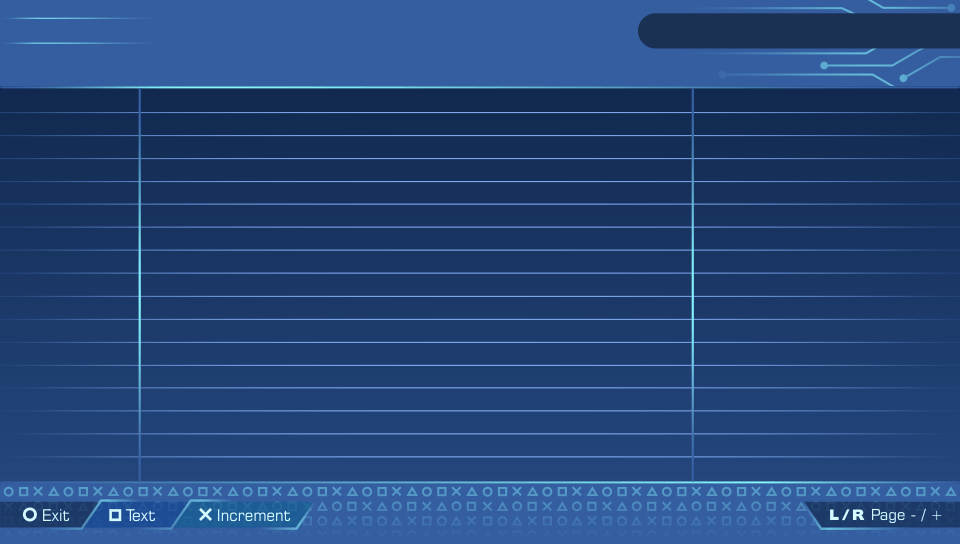 Exit
Text
Increment
L/R Page - / +